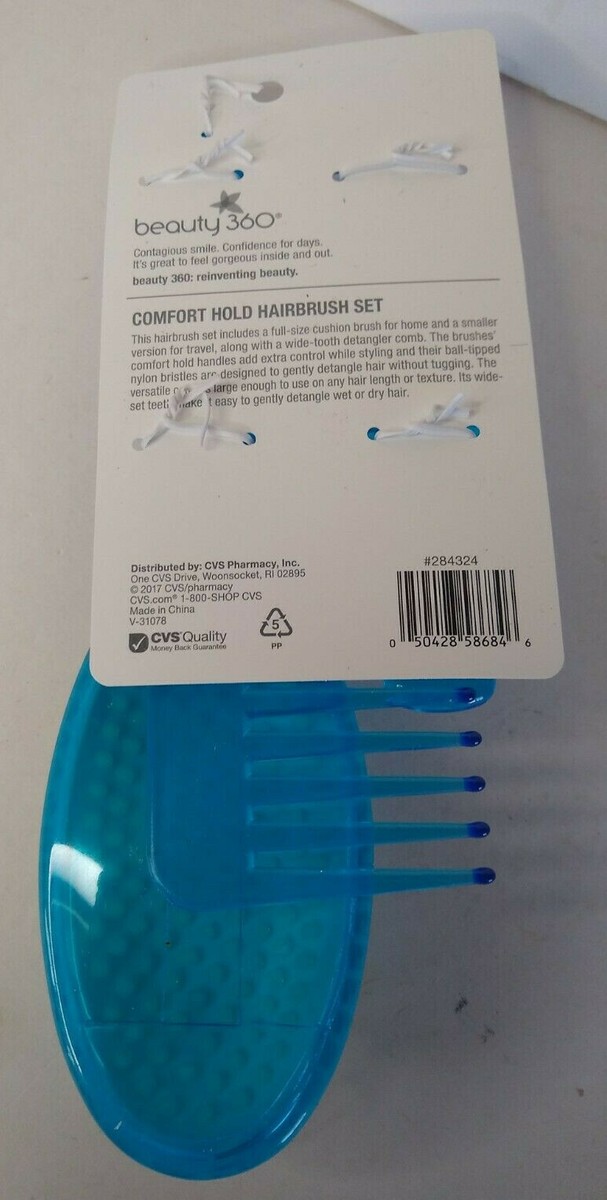 beauty 360®
Contagious smile. Confidence for days.
It's great to feel gorgeous inside and out.
beauty 360: reinventing beauty.
COMFORT HOLD HAIRBRUSH SET
This hairbrush set includes a full-size cushion brush for home and a smaller
version for travel, along with a wide-tooth detangler comb. The brushes'
comfort hold handles add extra control while styling and their ball-tipped
nylon bristles are designed to gently detangle hair without tugging. The
versatile large enough to use on any hair length or texture. Its wide-
set teeth make it easy to gently detangle wet or dry hair.
Distributed by: CVS Pharmacy, Inc.
One CVS Drive, Woonsocket, RI 02895
© 2017 CVS/pharmacy
CVS.com® 1-800-SHOP CVS
Made in China
V-31078
CVS Quality
Money Back Guarantee
5
PP
#284324
0 50428 58684 6